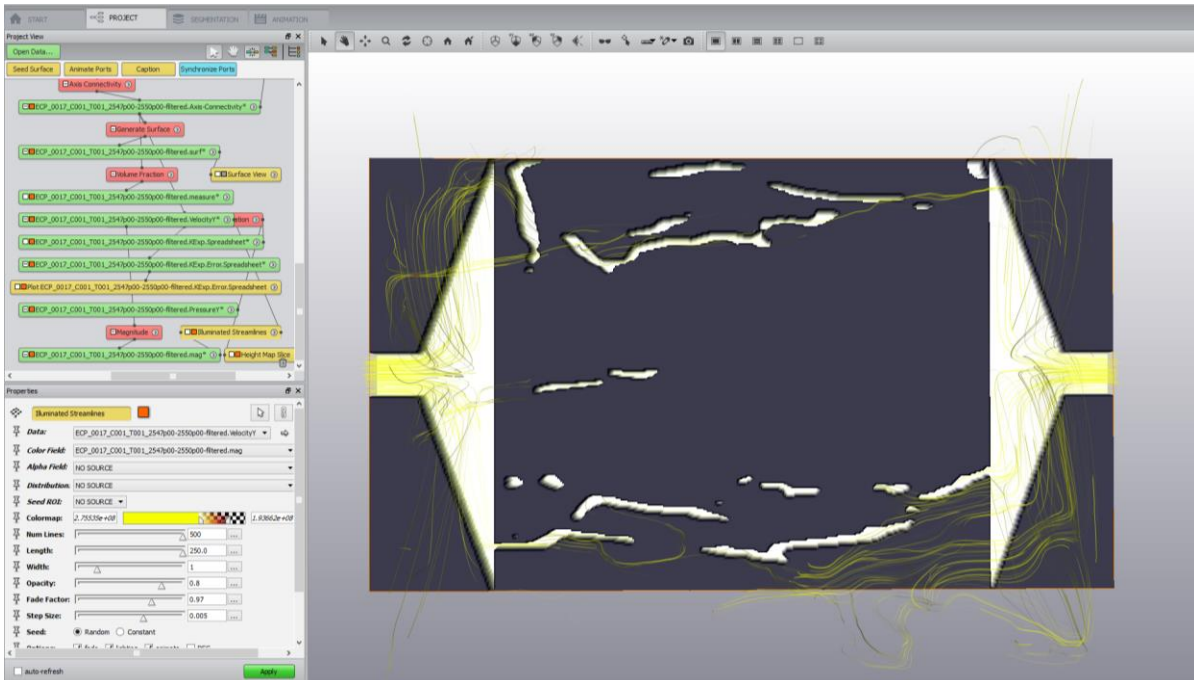 START PROJECT SEGMENTATION ANIMATION
Project View
Open Data...
Seed Surface Animate Ports Caption Synchronize Ports
Axis Connectivity
ECP_0017_C001_T001_2547p00-2550p00-filtered.Axis-Connectivity*
Generate Surface
ECP_0017_C001_T001_2547p00-2550p00-filtered.surf*
Volume Fraction Surface View
ECP_0017_C001_T001_2547p00-2550p00-filtered.measure*
ECP_0017_C001_T001_2547p00-2550p00-filtered.VelocityY*
ECP_0017_C001_T001_2547p00-2550p00-filtered.KExp.Spreadsheet*
ECP_0017_C001_T001_2547p00-2550p00-filtered.KExp.Error.Spreadsheet*
Plot ECP_0017_C001_T001_2547p00-2550p00-filtered.KExp.Error.Spreadsheet
ECP_0017_C001_T001_2547p00-2550p00-filtered.PressureY*
Magnitude Illuminated Streamlines
ECP_0017_C001_T001_2547p00-2550p00-filtered.mag* Height Map Slice
Properties
Illuminated Streamlines
Data: ECP_0017_C001_T001_2547p00-2550p00-filtered.VelocityY
Color Field: ECP_0017_C001_T001_2547p00-2550p00-filtered.mag
Alpha Field: NO SOURCE
Distribution: NO SOURCE
Seed ROI: NO SOURCE
Colormap: 2.75535e+08 1.93662e+08
Num Lines: 500 ...
Length: 250.0 ...
Width: 1 ...
Opacity: 0.8 ...
Fade Factor: 0.97 ...
Step Size: 0.005 ...
Seed: Random Constant
auto-refresh Apply